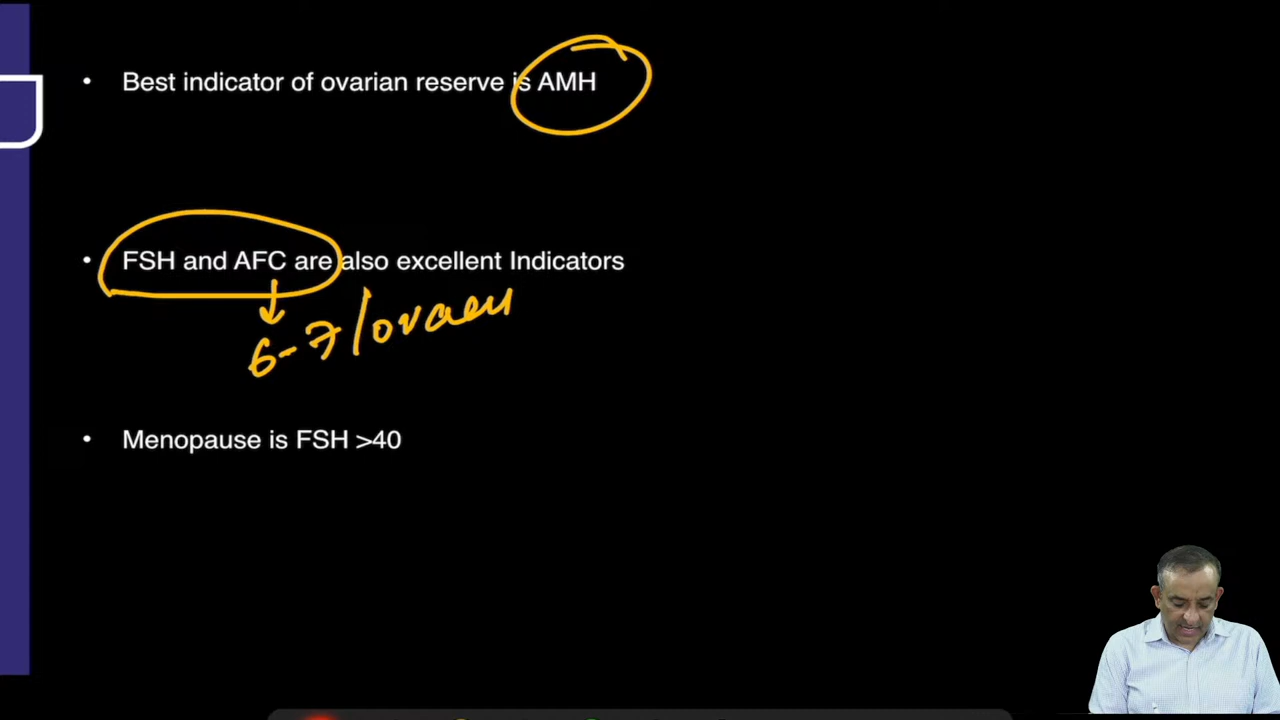 • Best indicator of ovarian reserve is AMH
• FSH and AFC are also excellent Indicators
6-7/ovary
• Menopause is FSH >40